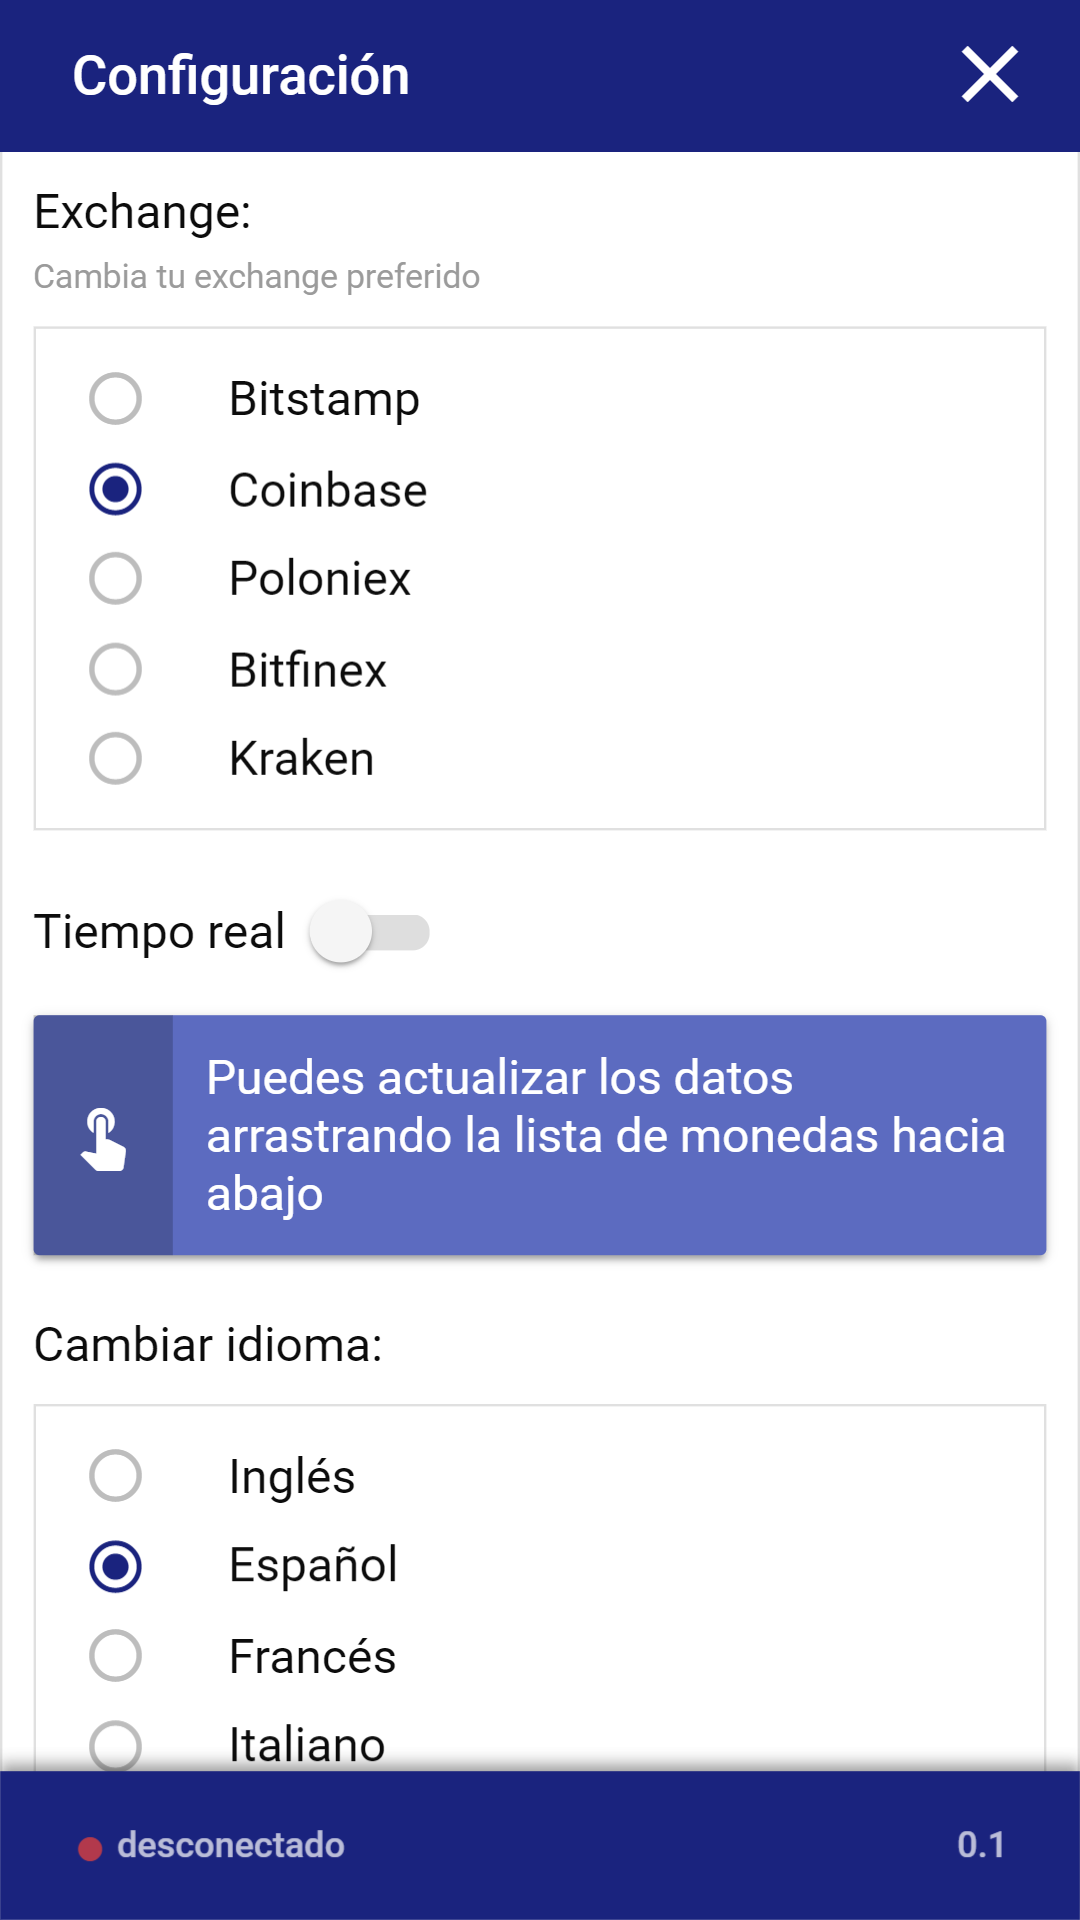 Configuración
Exchange:
Cambia tu exchange preferido
Bitstamp
Coinbase
Poloniex
Bitfinex
Kraken
Tiempo real
Puedes actualizar los datos
arrastrando la lista de monedas hacia
abajo
Cambiar idioma:
Inglés
Español
Francés
Italiano
desconectado
0.1